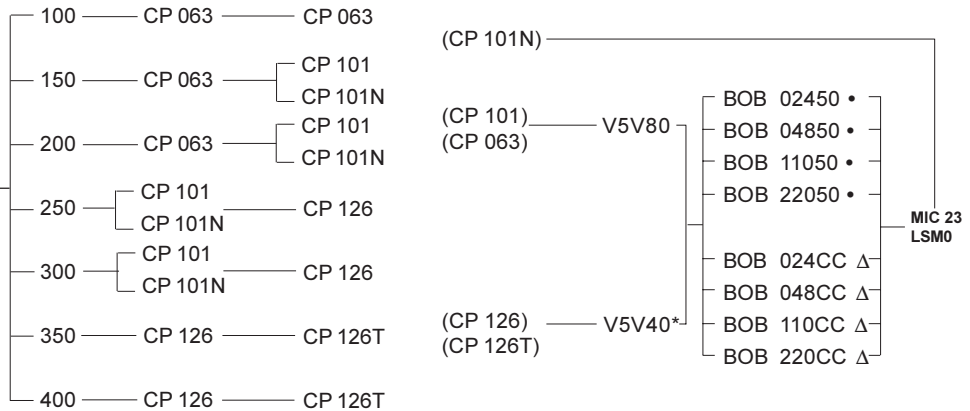 100 CP 063 CP 063
150 CP 063 CP 101
CP 101N
200 CP 063 CP 101
CP 101N
250 CP 101
CP 101N CP 126
300 CP 101
CP 101N CP 126
350 CP 126 CP 126T
400 CP 126 CP 126T
(CP 101N)
(CP 101)
(CP 063)
V5V80
(CP 126)
(CP 126T)
V5V40*
BOB 02450 •
BOB 04850 •
BOB 11050 •
BOB 22050 •
BOB 024CC Δ
BOB 048CC Δ
BOB 110CC Δ
BOB 220CC Δ
MIC 23
LSM0